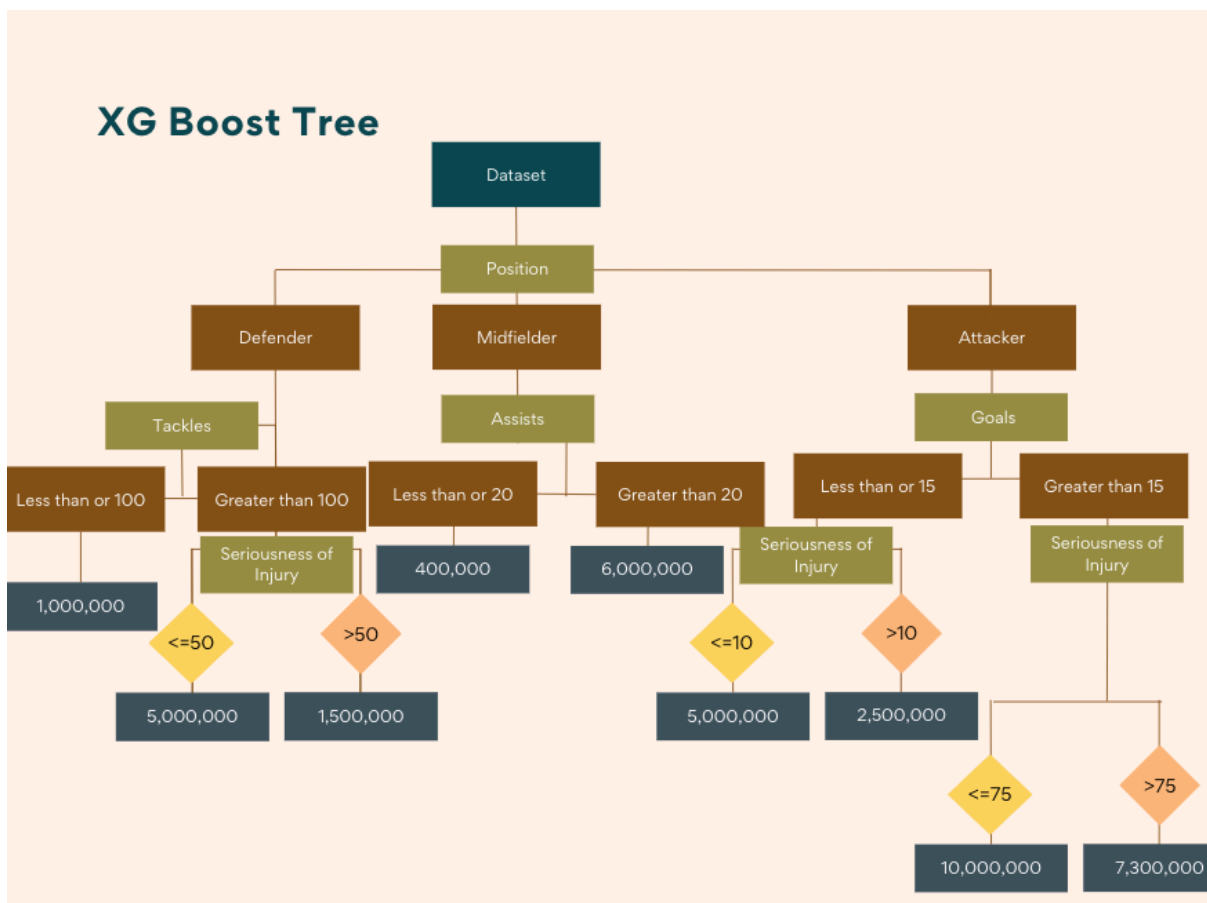 XG Boost Tree
Dataset
Position
Defender
Midfielder
Attacker
Tackles
Assists
Goals
Less than or 100
Greater than 100
Less than or 20
Greater than 20
Less than or 15
Greater than 15
Seriousness of
Injury
400,000
6,000,000
Seriousness of
Injury
Seriousness of
Injury
1,000,000
<=50
>50
<=10
>10
5,000,000
1,500,000
5,000,000
2,500,000
<=75
>75
10,000,000
7,300,000